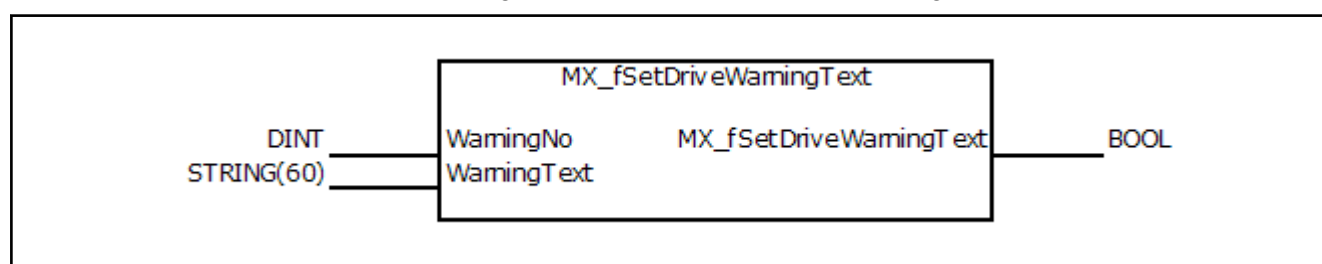 MX_fSetDriveWarningText
DINT WarningNo MX_fSetDriveWarningText BOOL
STRING(60) WarningText